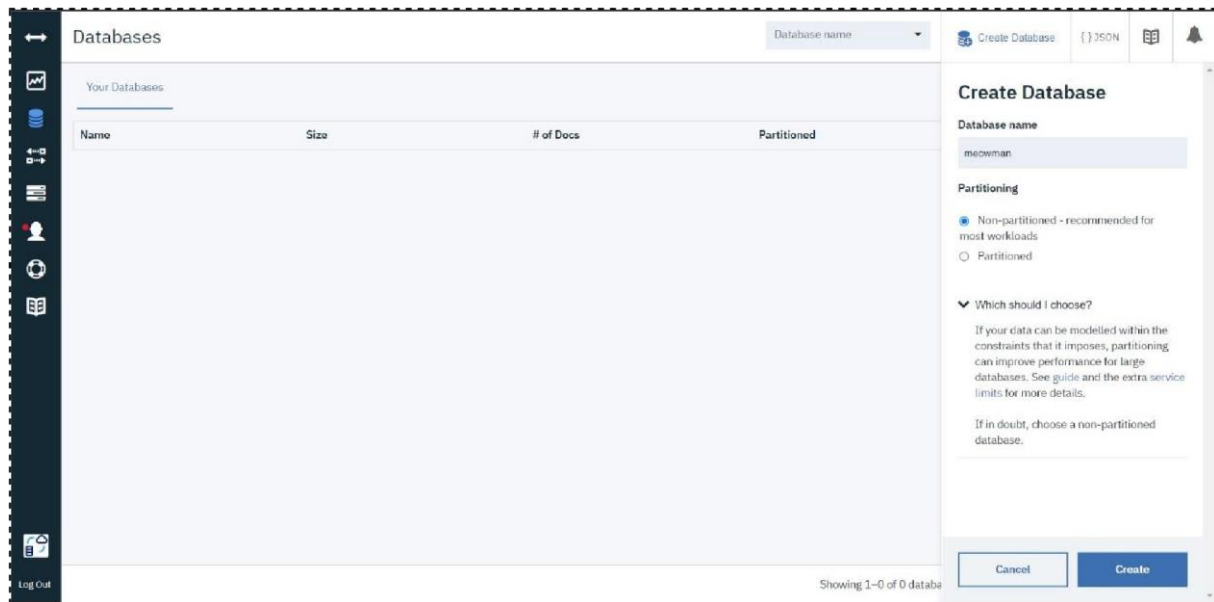 Databases
Database name
Create Database
{ } JSON
Your Databases
Name
Size
# of Docs
Partitioned
Create Database
Database name
meowman
Partitioning
Non-partitioned - recommended for
most workloads
Partitioned
Which should I choose?
If your data can be modelled within the
constraints that it imposes, partitioning
can improve performance for large
databases. See guide and the extra service
limits for more details.
If in doubt, choose a non-partitioned
database.
Cancel
Create
Showing 1–0 of 0 databa
Log Out